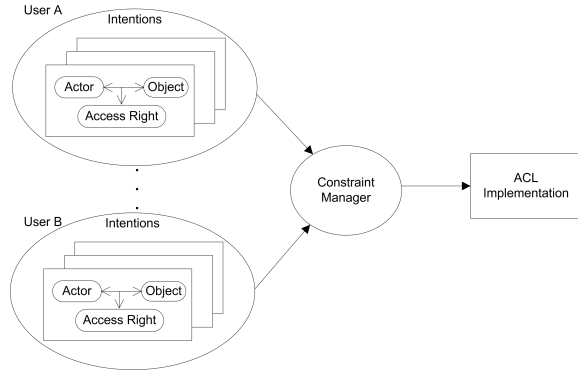 User A
Intentions
Actor
Object
Access Right
User B
Intentions
Actor
Object
Access Right
Constraint
Manager
ACL
Implementation